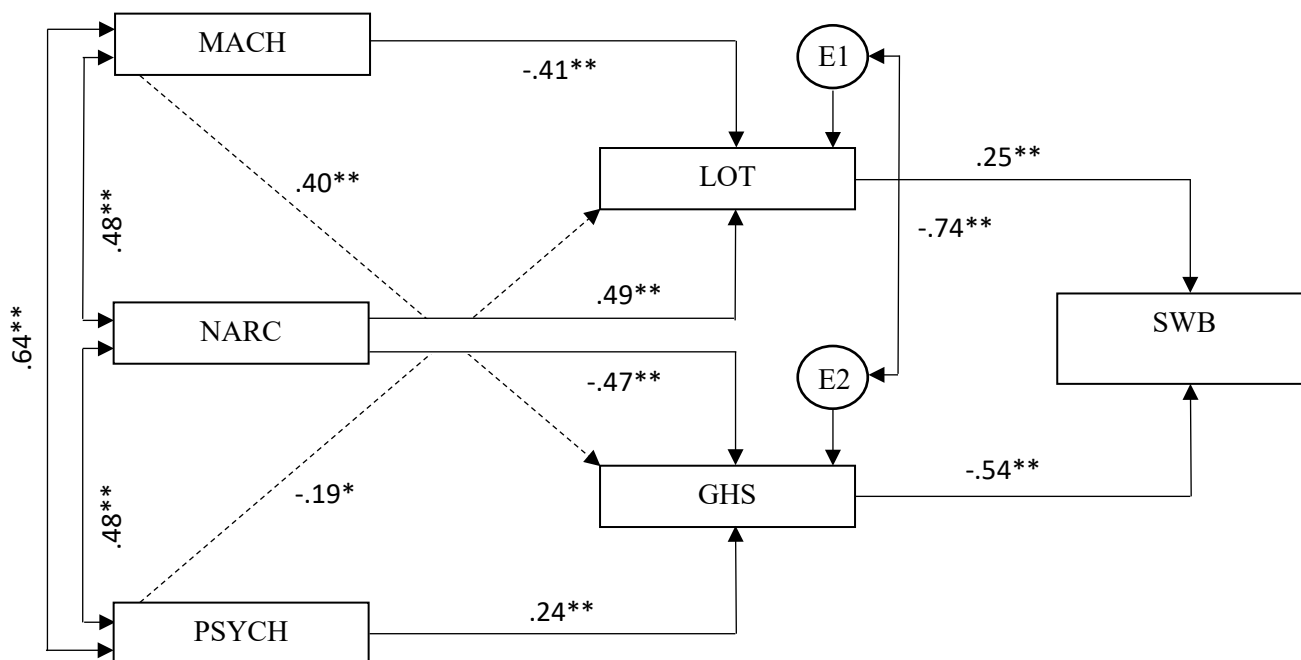 MACH
-.41**
E1
LOT
.25**
.40**
.48**
-.74**
.49**
NARC
SWB
.64**
-.47**
E2
-.54**
GHS
-.19*
.48**
.24**
PSYCH